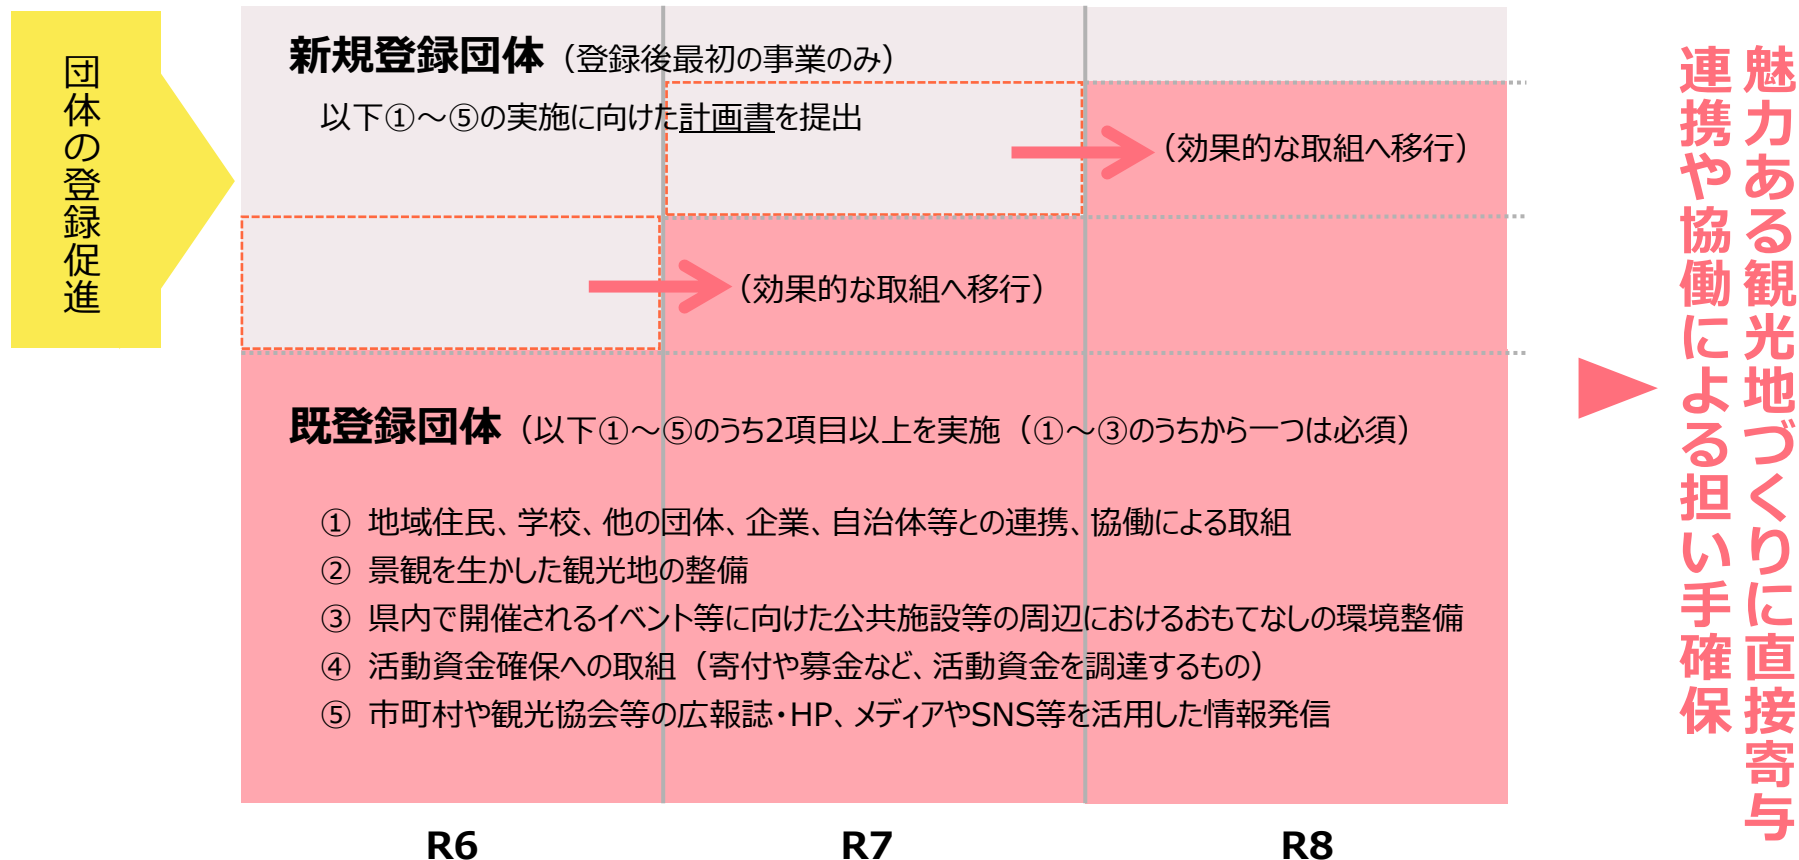 団体の登録促進
新規登録団体（登録後最初の事業のみ）
以下①～⑤の実施に向けた計画書を提出
（効果的な取組へ移行）
（効果的な取組へ移行）
既登録団体（以下①～⑤のうち2項目以上を実施（①～③のうちから一つは必須）
① 地域住民、学校、他の団体、企業、自治体等との連携、協働による取組
② 景観を生かした観光地の整備
③ 県内で開催されるイベント等に向けた公共施設等の周辺におけるおもてなしの環境整備
④ 活動資金確保への取組（寄付や募金など、活動資金を調達するもの）
⑤ 市町村や観光協会等の広報誌・HP、メディアやSNS等を活用した情報発信
R6
R7
R8
魅力ある観光地づくりに直接寄与
連携や協働による担い手確保